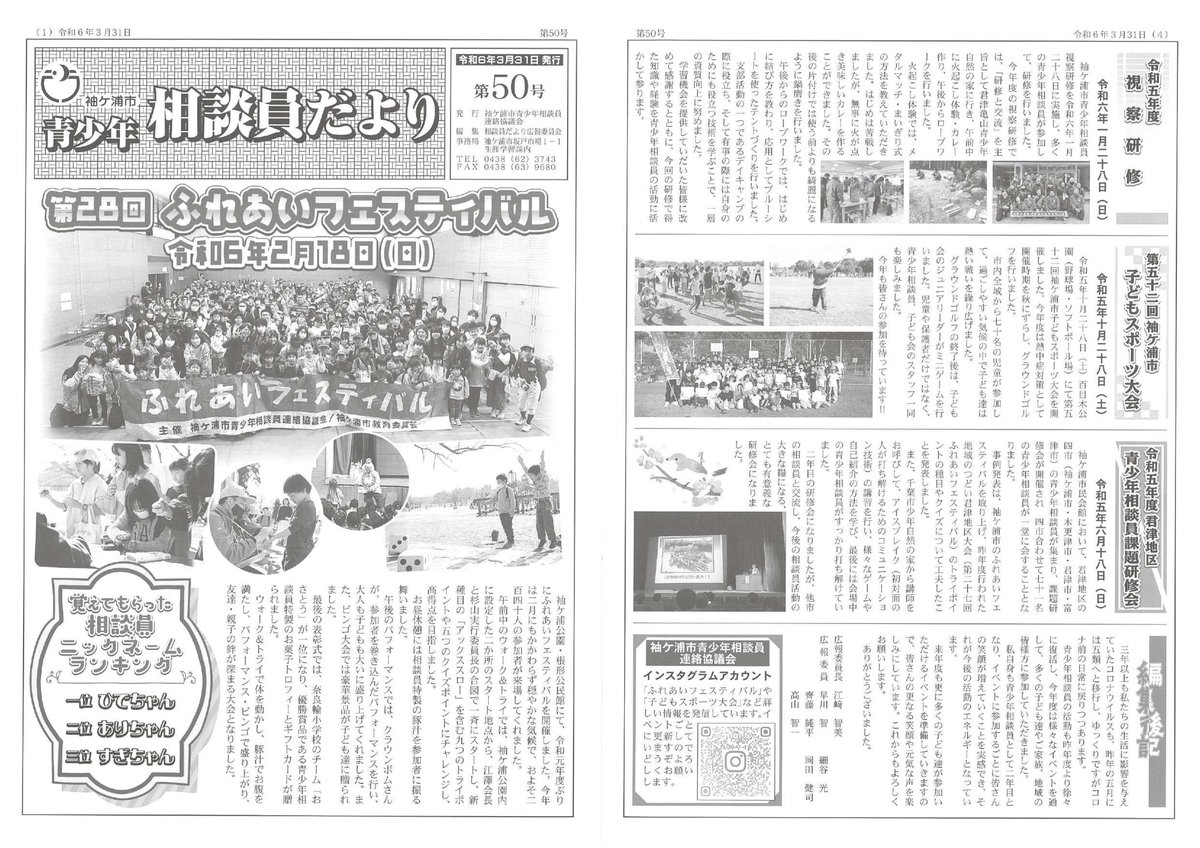 (1) 令和6年3月31日
第50号
袖ケ浦市
青少年
相談員だより
令和6年3月31日 発行
第50号
発行 袖ケ浦市青少年相談員
連絡協議会
編集 相談員だより広報委員会
事務局 袖ケ浦市坂戸市場1-1
生涯学習課内
TEL 0438 (62) 3743
FAX 0438 (63) 9680
第28回 ふれあいフェスティバル
令和6年2月18日(日)
ふれあいフェスティバル
主催 袖ケ浦市青少年相談員連絡協議会/袖ケ浦市教育委員会
覚えてもらった
相談員
ニックネーム
ランキング
一位 ひでちゃん
二位 ありちゃん
三位 すぎちゃん
袖ケ浦公園・根形公民館にて、令和元年度ぶり
にふれあいフェスティバルを開催しました。今年
は二月にもかかわらず穏やかな気候で、およそ二
百四十人の参加者が来場してくれました。
午前中のウォーク&トライでは、袖ケ浦公園内
に設定した二か所のスタート地点から、江澤会長
と杉山実行委員長の合図で一斉にスタートし、新
種目の「アックススロー」を含む九つのトライポ
イントや五つのクイズポイントにチャレンジし、
高得点を目指しました。
お昼休憩には相談員特製の豚汁を参加者に振る
舞いました。
午後のパフォーマンスでは、クラウンボンさん
が、参加者を巻き込んだパフォーマンスを行い、
大人も子ども大いに盛り上げてくれました。ま
た、ビンゴ大会では豪華景品が子ども達に贈られ
ました。
最後の表彰式では、奈良輪小学校のチーム「お
さとう」が一位になり、優勝賞品である青少年相
談員特製のお菓子トロフィーとギフトカードが贈
られました。
ウォーク&トライで体を動かし、豚汁でお腹を
満たし、パフォーマンス・ビンゴで盛り上がり、
友達・親子の絆が深まる大会となりました。
第50号
令和6年3月31日 (4)
令和五年度
視察研修
令和六年一月二十八日(日)
袖ケ浦市青少年相談員
視察研修を令和六年一月
二十八日に実施し、多く
の青少年相談員が参加し
て、研修を行いました。
今年度の視察研修で
は、「研修と交流」を主
旨として君津亀山青少年
自然の家に行き、午前中
に火起こし体験、カレー
作り、午後からロープワ
ークを行いました。
火起こし体験では、メ
タルマッチ・まいぎり式
の方法を教えていただき
ました。はじめは苦戦し
ましたが、無事に火が点
き美味しいカレーを作る
ことができました。その
後の片付けでは使う前よりも綺麗になる
ように鍋磨きを行いました。
午後からのロープワークでは、はじめ
に結び方を教わり、応用としてブルーシ
ートを使ったテントづくりを行いました。
支部活動の一つであるデイキャンプの
際に役立ち、そして有事の際には自身の
ためにも役立つ技術を学ぶことで、一層
の資質向上に努めました。
学習機会を提供していただいた皆様に改
めて感謝するとともに、今回の研修で得
た知識や経験を青少年相談員の活動に活
かして参ります。
第五十二回 袖ケ浦市
子どもスポーツ大会
令和五年十月二十八日(土)
令和五年十月二十八日(土)百目木公
園(野球場・ソフトボール場)にて第五
十二回袖ケ浦市子どもスポーツ大会を開
催しました。今年度は熱中症対策として
開催時期を秋にずらし、グラウンドゴル
フを行いました。
市内全域から七十名の児童が参加し
て、過ごしやすい気候の中で子ども達は
熱い戦いを繰り広げました。
グラウンドゴルフの終了後は、子ども
会のジュニアリーダーがミニゲームを行
いました。児童や保護者だけではなく、
青少年相談員、子ども会のスタッフ一同
も楽しみました。
今年も皆さんの参加を待っています!!
令和五年度 君津地区
青少年相談員課題研修会
令和五年六月十八日(日)
袖ケ浦市民会館において、君津地区の
四市(袖ケ浦市・木更津市・君津市・富
津市)の青少年相談員が集まり、課題研
修会が開催され、四市合わせて七十一名
の青少年相談員が一堂に会することとな
りました。
事例発表は、袖ケ浦市のふれあいフェ
スティバルを取り上げ、昨年度行われた
地域のつどい君津地区大会(第二十七回
ふれあいフェスティバル)のトライポイ
ントの種目やクイズについて工夫したこ
とを発表しました。
また、千葉市少年自然の家から講師を
お呼びして、アイスブレイク(初対面の
人が打ち解けるためのコミュニケーショ
ン技術)の講習を行い、様々なゲームや
自己紹介の方法を学び、最後には会場中
の青少年相談員がすっかり打ち解けてい
ました。
二年目の研修会になりましたが、他市
の相談員と交流し、今後の相談員活動の
大きな糧になる、
とても有意義な
研修会になりま
した。
編集後記
三年以上も私たちの生活に影響を与え
ていたコロナウイルスも、昨年の五月に
は五類へと移行し、ゆっくりですがコロ
ナ前の日常に戻りつつあります。
青少年相談員の活動も昨年度より徐々
に復活し、今年度は様々なイベントを通
して、多くの子ども達やご家族、地域の
皆様方に参加していただきました。
私自身も青少年相談員として二年目と
なり、イベントに参加するごとに皆さん
の笑顔が増えていくことを実感でき、そ
れが今後の活動のエネルギーとなってい
ます。
来年度も更に多くの子ども達が参加い
ただけるイベントを準備していきますの
で、皆さんの更なる笑顔や元気な声を楽
しみにしています。これからもよろしく
お願いします。
ありがとうございました。
広報委員長 江崎 智美 細谷 光
広報委員 早川 智 岡田 健司
齊藤 純平
高山 智一
袖ケ浦市青少年相談員
連絡協議会
インスタグラムアカウント
「ふれあいフェスティバル」や
「子どもスポーツ大会」など詳
しい情報を発信しています。イ
ベントごとで
に更新してい
ますのでどう
ぞよろしく
お願い
します。